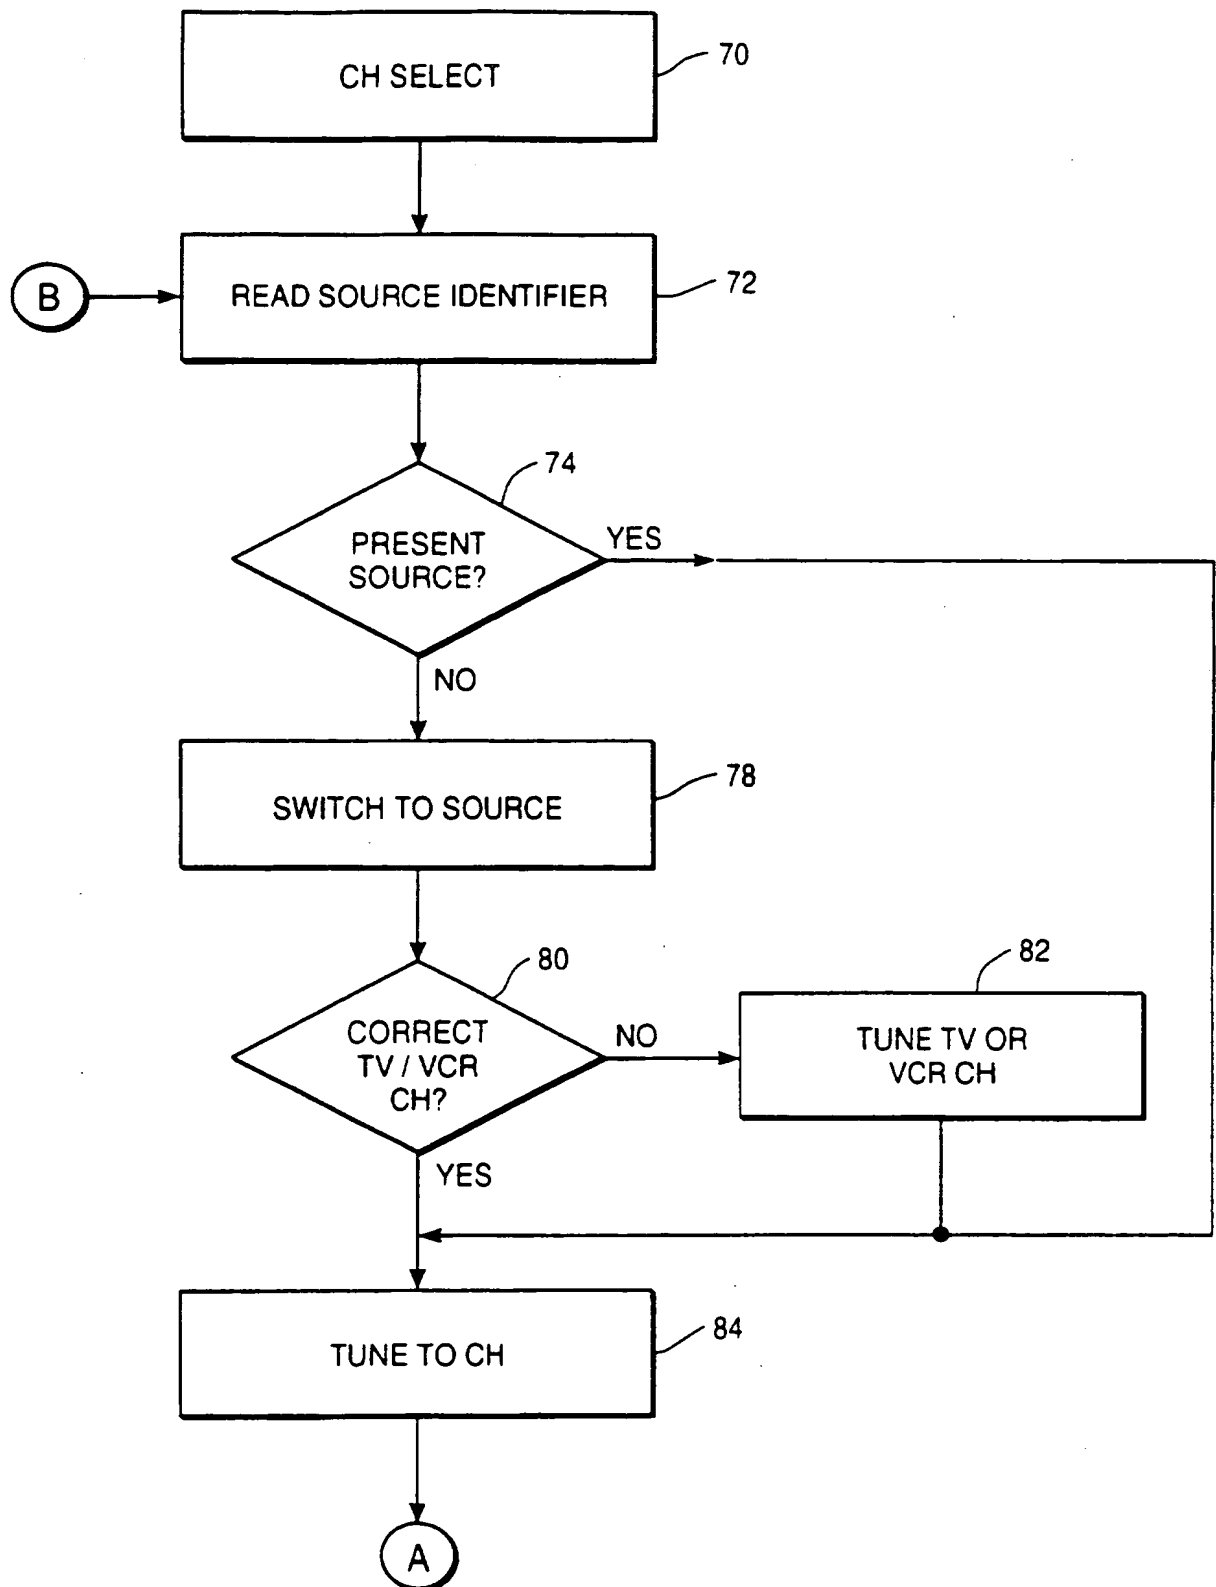 CH SELECT
70
B
READ SOURCE IDENTIFIER
72
74
PRESENT
SOURCE?
YES
NO
SWITCH TO SOURCE
78
80
CORRECT
TV / VCR
CH?
NO
82
TUNE TV OR
VCR CH
YES
TUNE TO CH
84
A